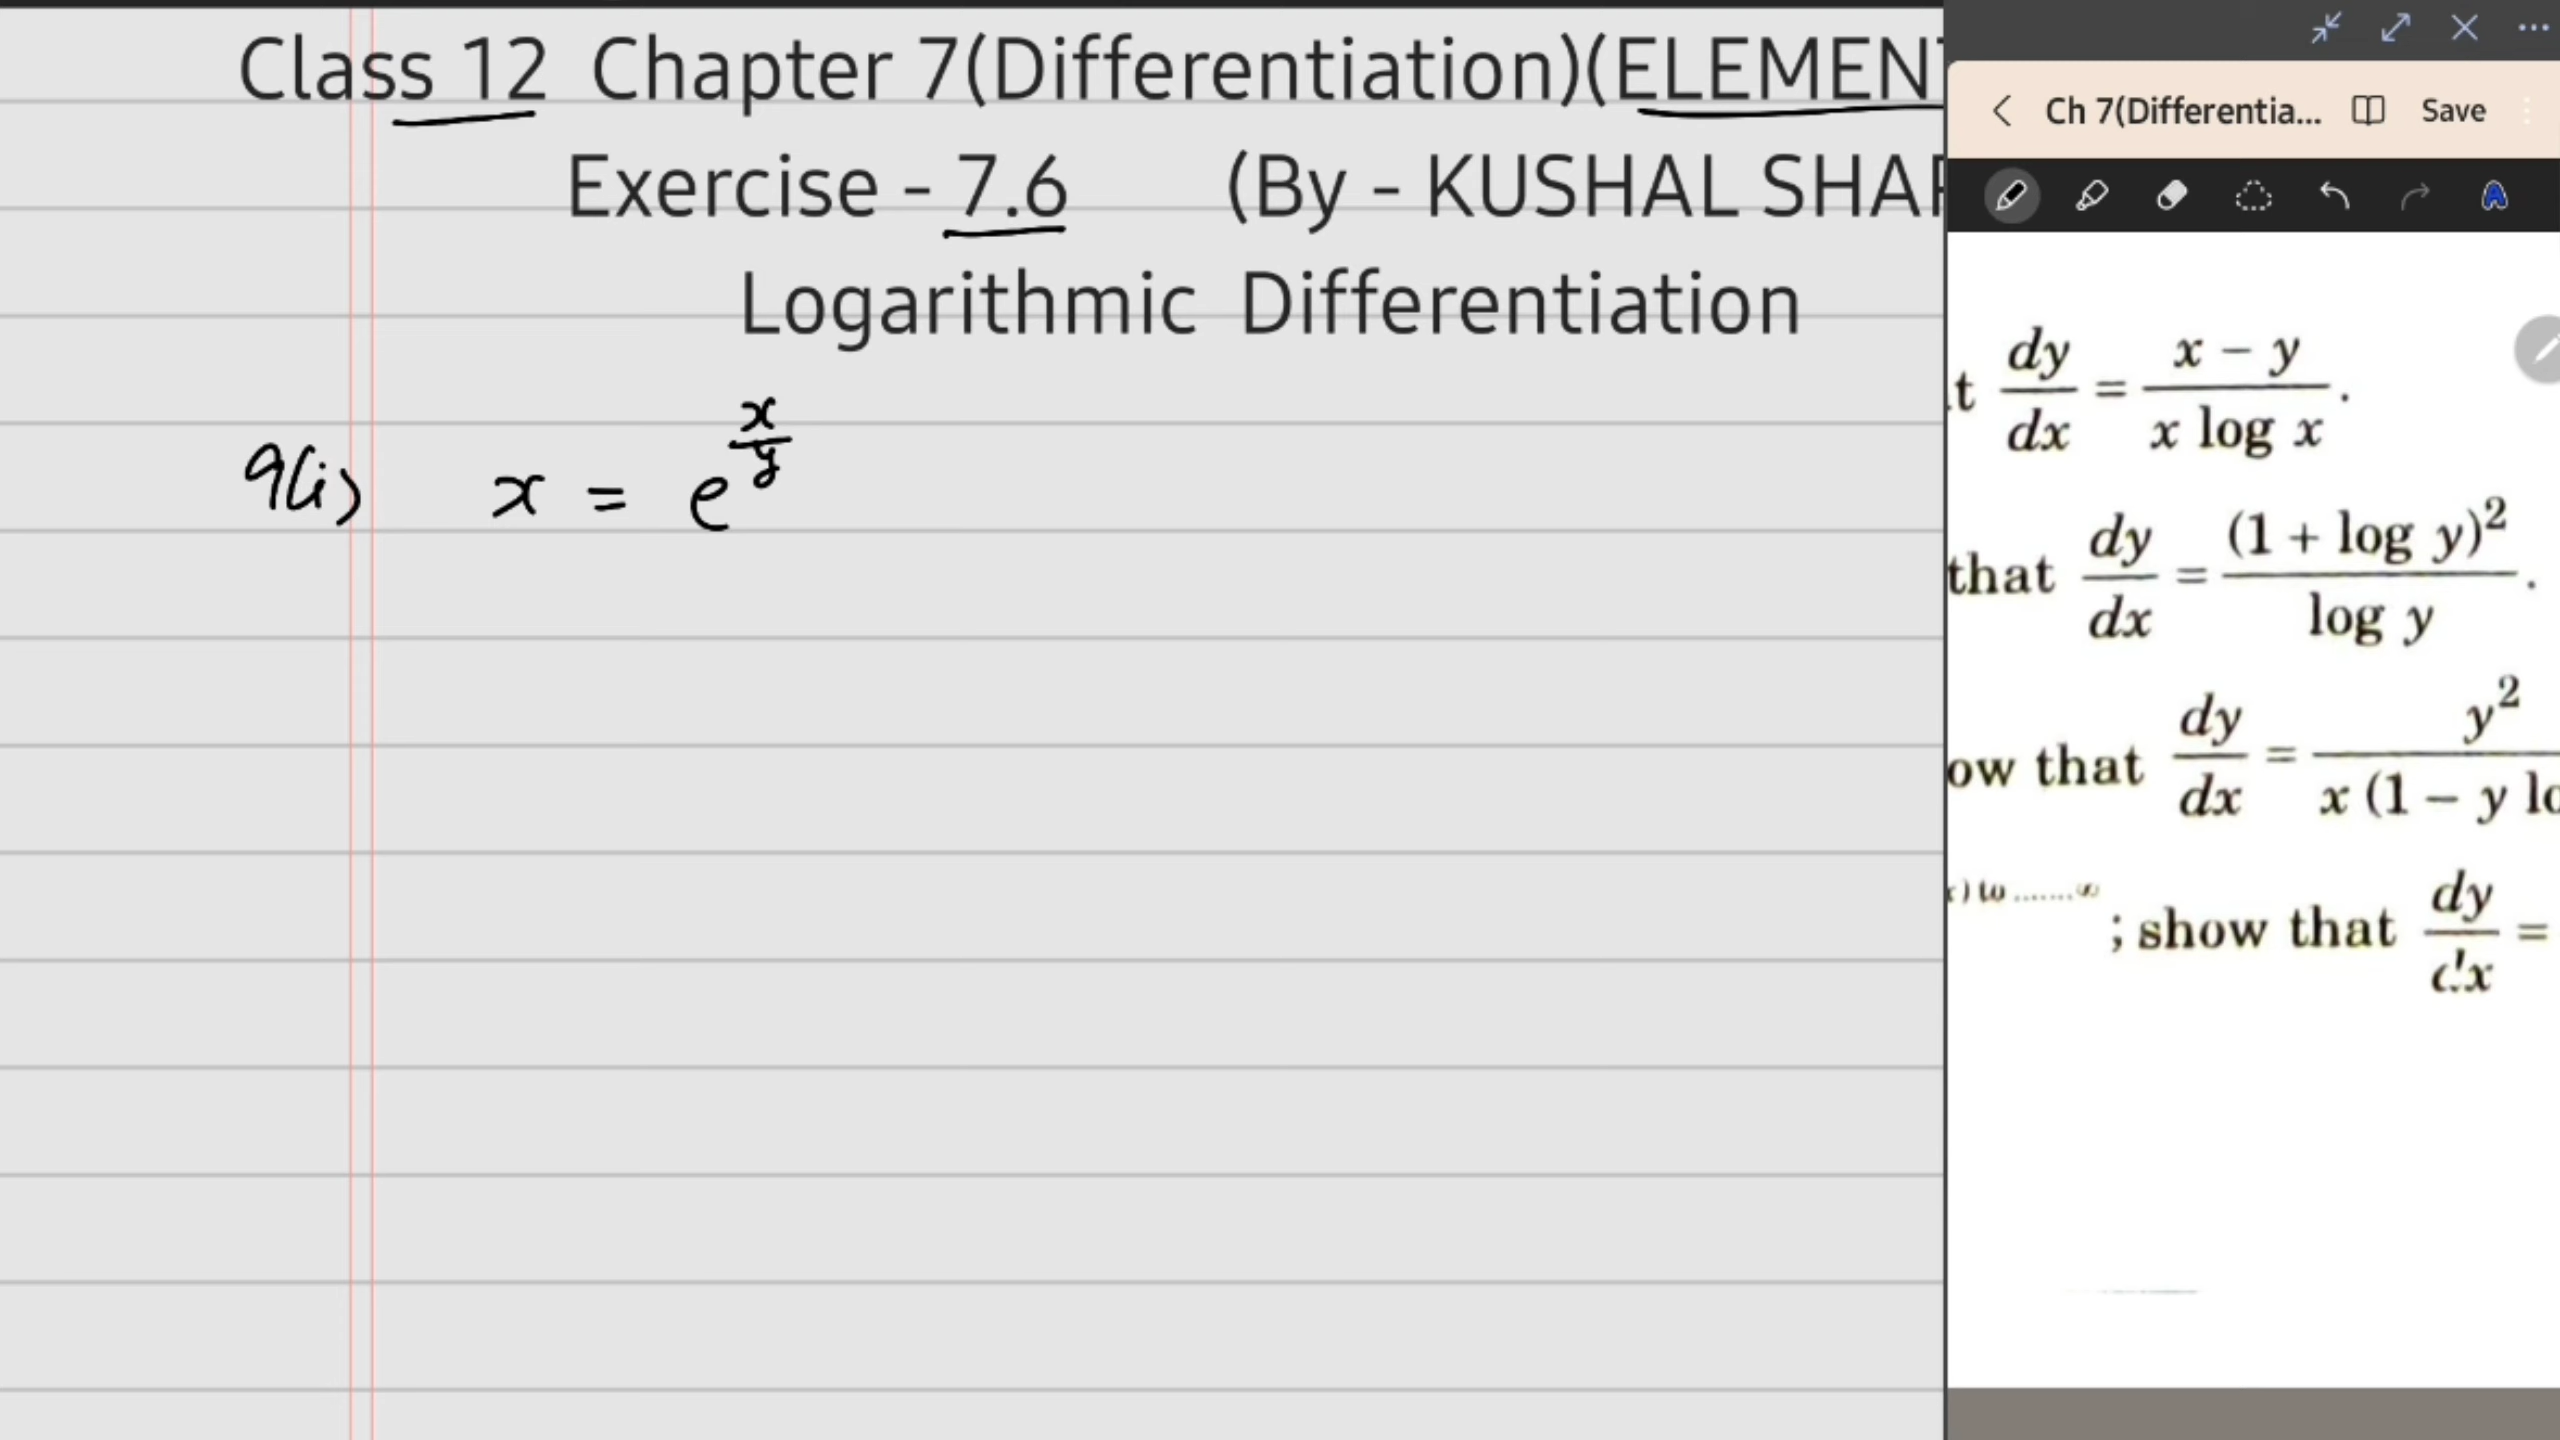 Class 12 Chapter 7(Differentiation)(ELEMEN
Exercise - 7.6 (By - KUSHAL SHAR
Logarithmic Differentiation
9(i) x = e^(x/y)
Ch 7(Differentia... Save
t dy/dx = (x − y)/(x log x).
that dy/dx = (1 + log y)²/(log y).
ow that dy/dx = y²/(x (1 − y lo
) to .......∞ ; show that dy/dx =